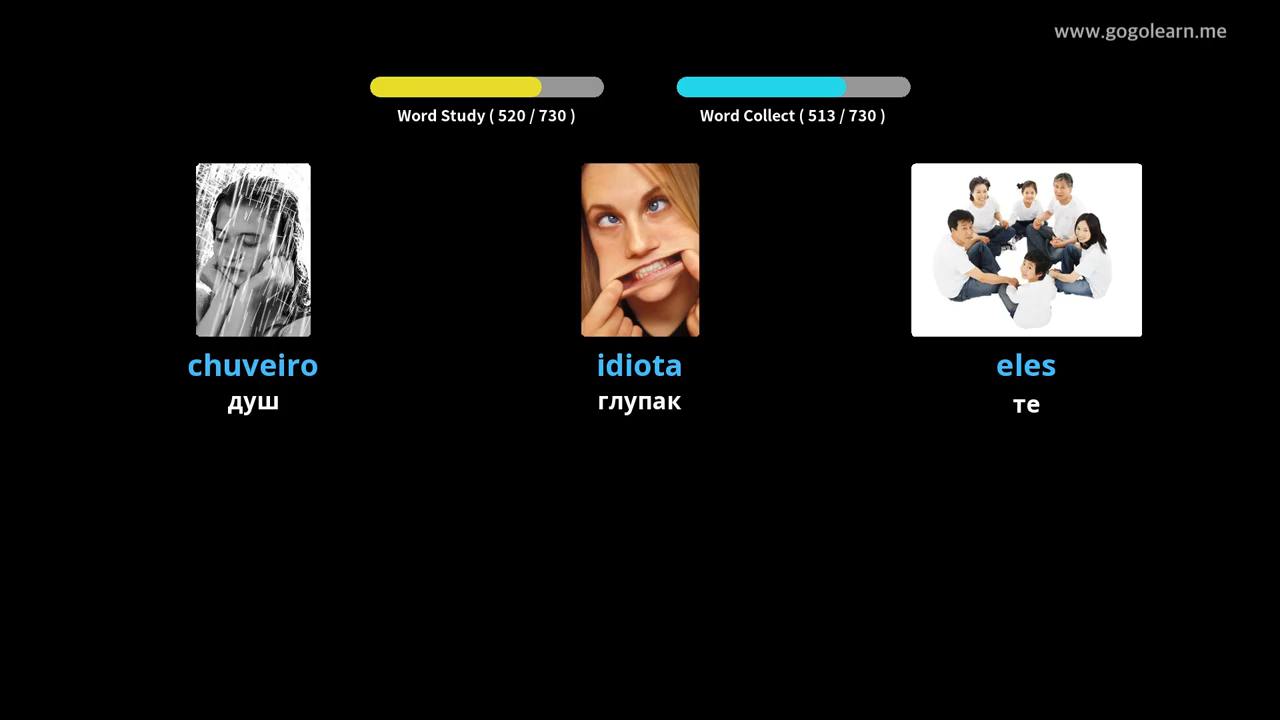 www.gogolearn.me
Word Study ( 520 / 730 )
Word Collect ( 513 / 730 )
chuveiro
душ
idiota
глупак
eles
те